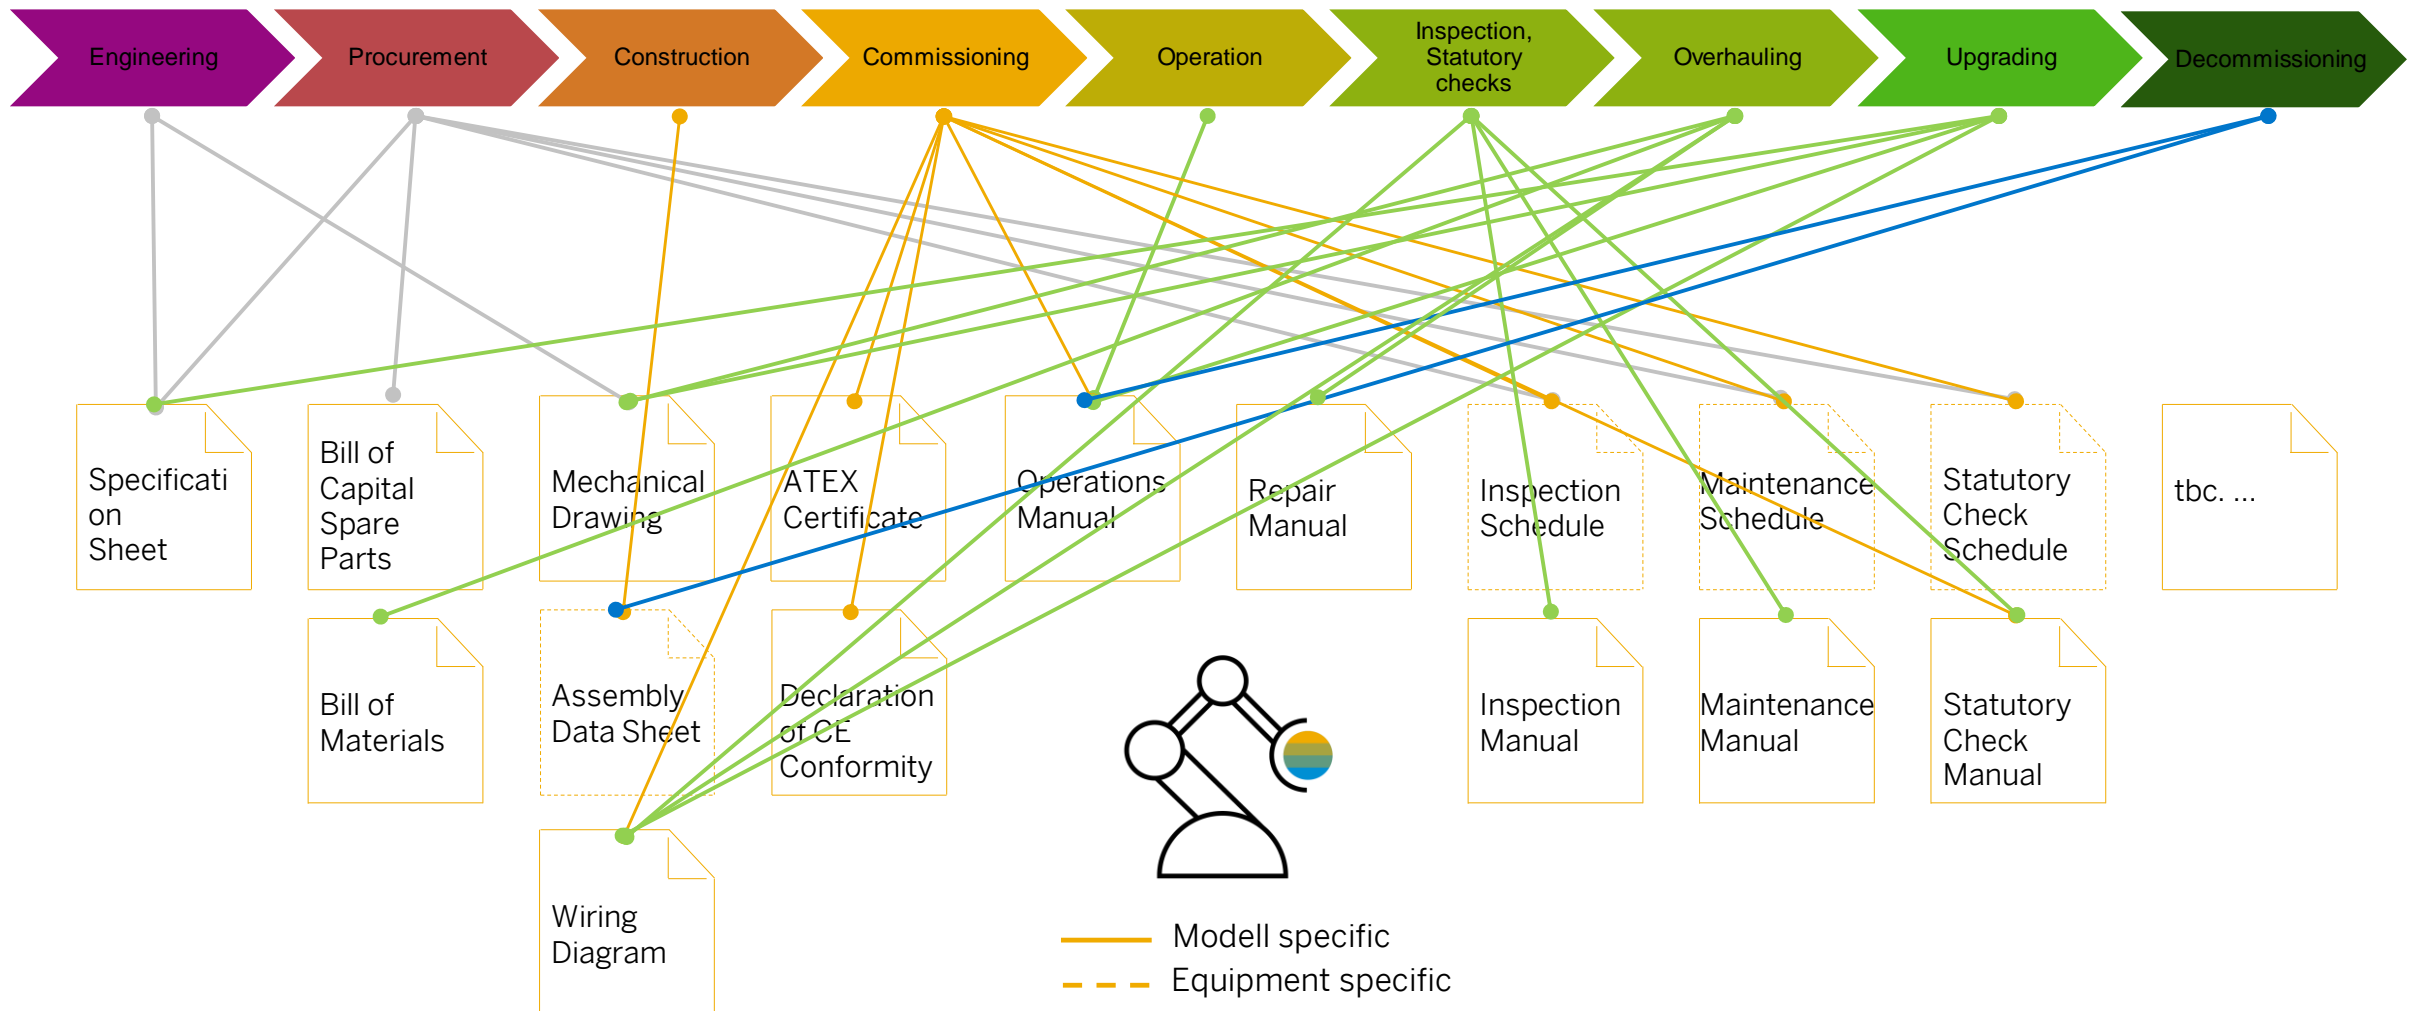 Engineering
Procurement
Construction
Commissioning
Operation
Inspection,
Statutory
checks
Overhauling
Upgrading
Decommissioning
Specificati
on
Sheet
Bill of
Capital
Spare
Parts
Mechanical
Drawing
ATEX
Certificate
Operations
Manual
Repair
Manual
Inspection
Schedule
Maintenance
Schedule
Statutory
Check
Schedule
tbc. ...
Bill of
Materials
Assembly
Data Sheet
Declaration
of CE
Conformity
Inspection
Manual
Maintenance
Manual
Statutory
Check
Manual
Wiring
Diagram
Modell specific
Equipment specific